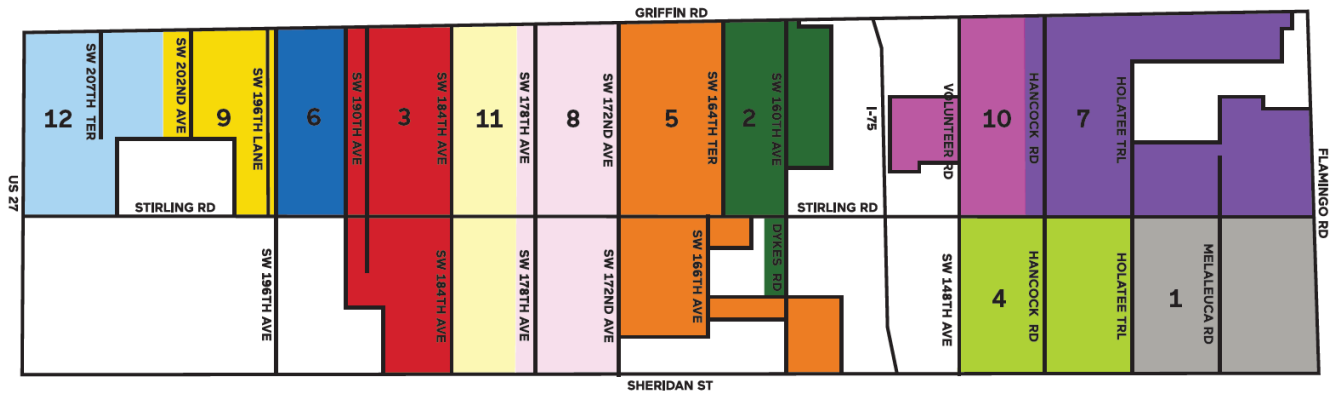 GRIFFIN RD
12
SW 207TH TER
SW 202ND AVE
9
SW 196TH LANE
6
SW 190TH AVE
3
SW 184TH AVE
11
SW 178TH AVE
8
SW 172ND AVE
5
SW 164TH TER
2
SW 160TH AVE
I-75
VOLUNTEER RD
10
HANCOCK RD
7
HOLATEE TRL
FLAMINGO RD
US 27
STIRLING RD
STIRLING RD
SW 196TH AVE
SW 184TH AVE
SW 178TH AVE
SW 172ND AVE
SW 166TH AVE
DYKES RD
SW 148TH AVE
4
HANCOCK RD
HOLATEE TRL
1
MELALEUCA RD
SHERIDAN ST